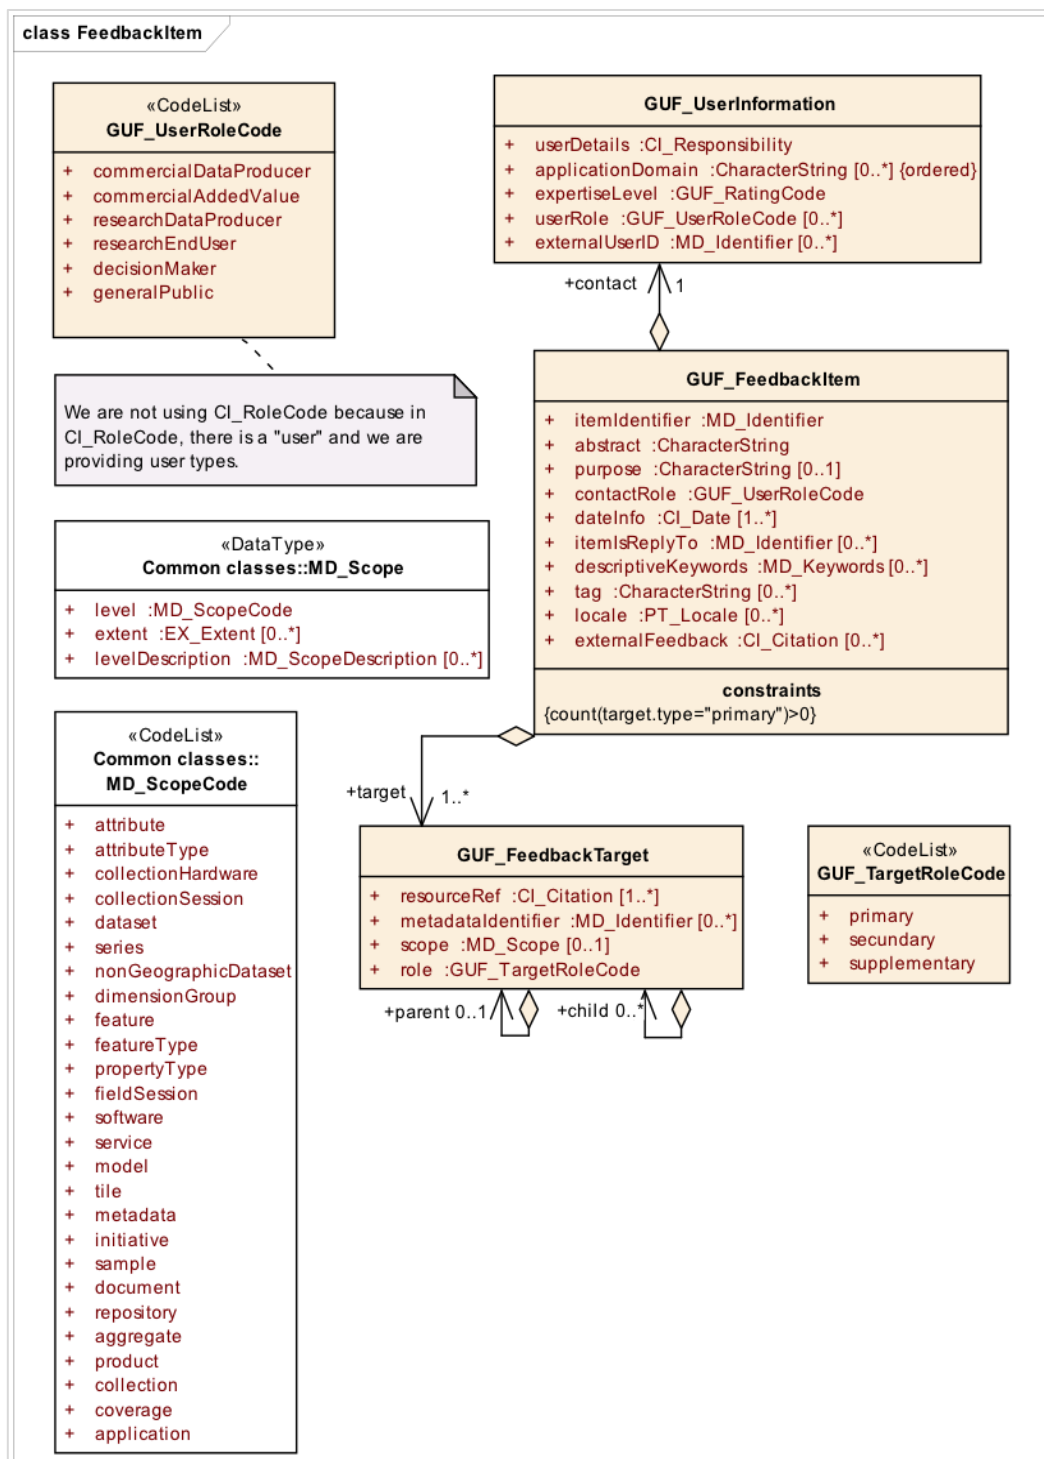 class FeedbackItem
«CodeList»
GUF_UserRoleCode
+ commercialDataProducer
+ commercialAddedValue
+ researchDataProducer
+ researchEndUser
+ decisionMaker
+ generalPublic
GUF_UserInformation
+ userDetails :CI_Responsibility
+ applicationDomain :CharacterString [0..*] {ordered}
+ expertiseLevel :GUF_RatingCode
+ userRole :GUF_UserRoleCode [0..*]
+ externalUserID :MD_Identifier [0..*]
+contact 1
We are not using CI_RoleCode because in
CI_RoleCode, there is a "user" and we are
providing user types.
GUF_FeedbackItem
+ itemIdentifier :MD_Identifier
+ abstract :CharacterString
+ purpose :CharacterString [0..1]
+ contactRole :GUF_UserRoleCode
+ dateInfo :CI_Date [1..*]
+ itemIsReplyTo :MD_Identifier [0..*]
+ descriptiveKeywords :MD_Keywords [0..*]
+ tag :CharacterString [0..*]
+ locale :PT_Locale [0..*]
+ externalFeedback :CI_Citation [0..*]
constraints
{count(target.type="primary")>0}
«DataType»
Common classes::MD_Scope
+ level :MD_ScopeCode
+ extent :EX_Extent [0..*]
+ levelDescription :MD_ScopeDescription [0..*]
«CodeList»
Common classes::
MD_ScopeCode
+ attribute
+ attributeType
+ collectionHardware
+ collectionSession
+ dataset
+ series
+ nonGeographicDataset
+ dimensionGroup
+ feature
+ featureType
+ propertyType
+ fieldSession
+ software
+ service
+ model
+ tile
+ metadata
+ initiative
+ sample
+ document
+ repository
+ aggregate
+ product
+ collection
+ coverage
+ application
+target 1..*
GUF_FeedbackTarget
+ resourceRef :CI_Citation [1..*]
+ metadataIdentifier :MD_Identifier [0..*]
+ scope :MD_Scope [0..1]
+ role :GUF_TargetRoleCode
+parent 0..1
+child 0..*
«CodeList»
GUF_TargetRoleCode
+ primary
+ secundary
+ supplementary